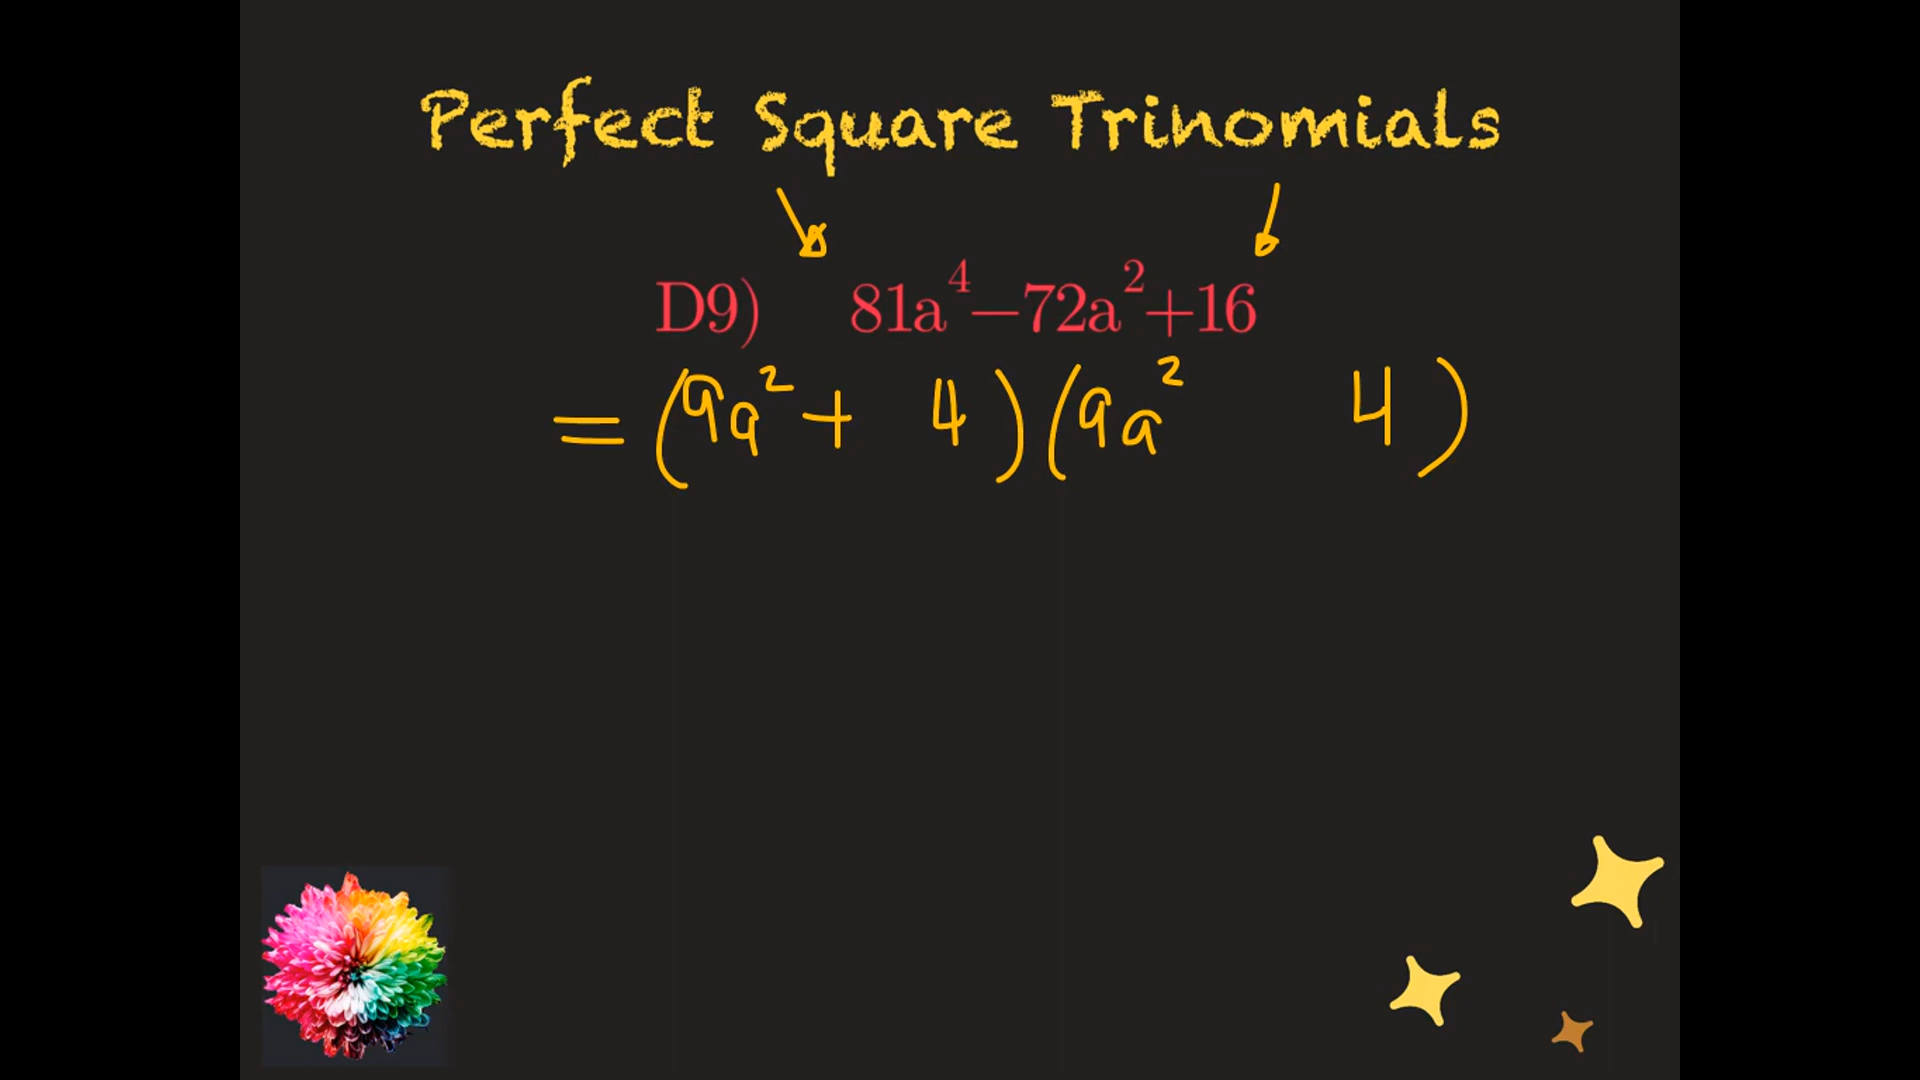 Perfect Square Trinomials
D9) 81a⁴−72a²+16
= (9a² + 4)(9a² 4)